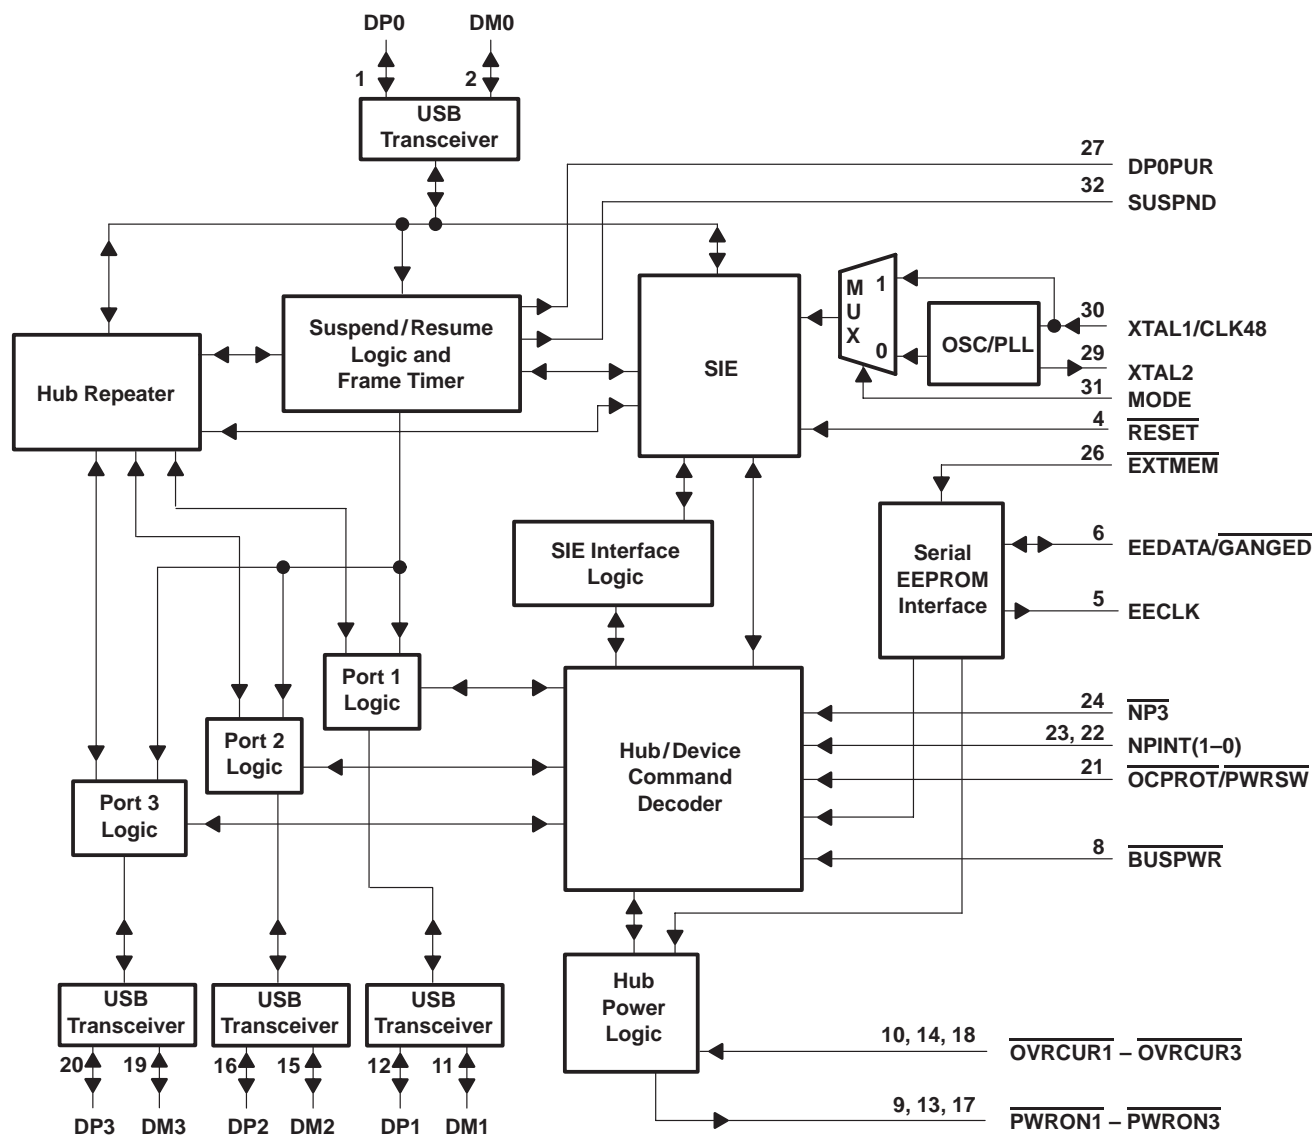 DP0
DM0
1
2
USB
Transceiver
27
DP0PUR
32
SUSPND
Suspend/Resume
Logic and
Frame Timer
Hub Repeater
SIE
M
U
X
1
0
OSC/PLL
30
XTAL1/CLK48
29
XTAL2
31
MODE
4
RESET
26
EXTMEM
SIE Interface
Logic
Serial
EEPROM
Interface
6
EEDATA/GANGED
5
EECLK
Port 1
Logic
Port 2
Logic
Port 3
Logic
Hub/Device
Command
Decoder
24
NP3
23, 22
NPINT(1–0)
21
OCPROT/PWRSW
8
BUSPWR
USB
Transceiver
USB
Transceiver
USB
Transceiver
Hub
Power
Logic
10, 14, 18
OVRCUR1 – OVRCUR3
9, 13, 17
PWRON1 – PWRON3
20
19
16
15
12
11
DP3
DM3
DP2
DM2
DP1
DM1